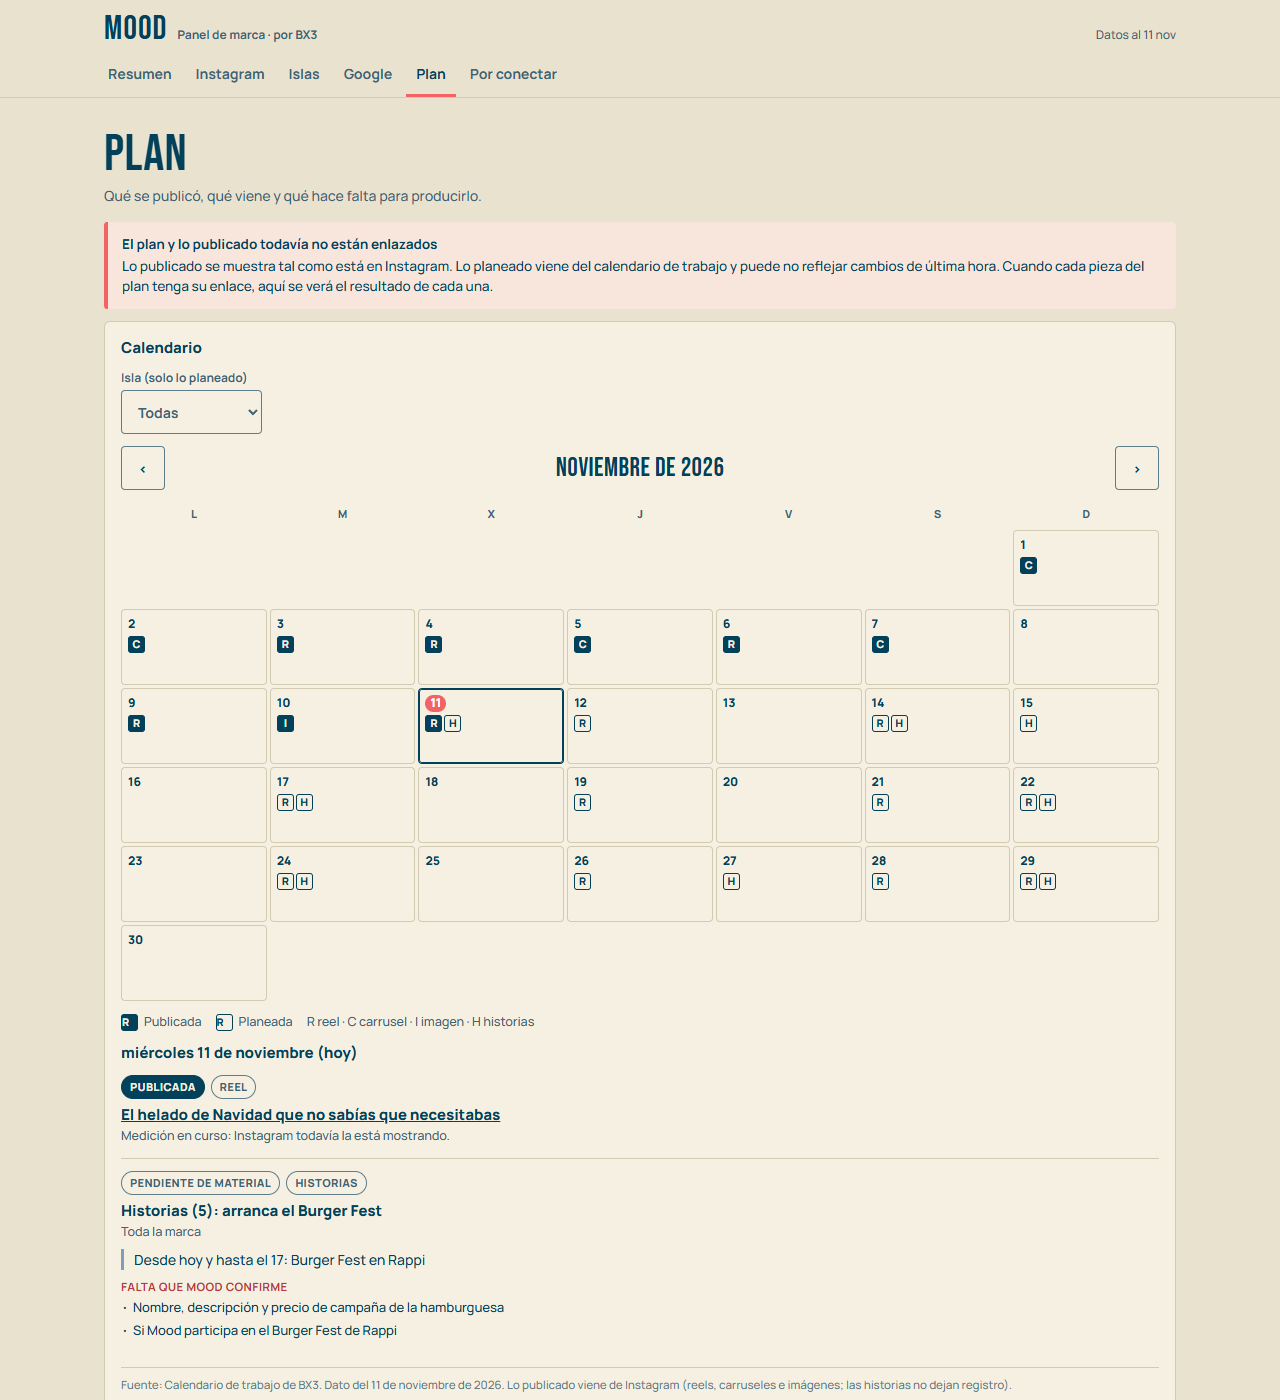 MOOD Panel de marca · por BX3 Datos al 11 nov
Resumen Instagram Islas Google Plan Por conectar
PLAN
Qué se publicó, qué viene y qué hace falta para producirlo.
El plan y lo publicado todavía no están enlazados
Lo publicado se muestra tal como está en Instagram. Lo planeado viene del calendario de trabajo y puede no reflejar cambios de última hora. Cuando cada pieza del
plan tenga su enlace, aquí se verá el resultado de cada una.
Calendario
Isla (solo lo planeado)
Todas
‹ NOVIEMBRE DE 2026 ›
L M X J V S D
1
C
2 3 4 5 6 7 8
C R R C R C
9 10 11 12 13 14 15
R I R H R R H H
16 17 18 19 20 21 22
R H R R R H
23 24 25 26 27 28 29
R H R H R R H
30
R Publicada R Planeada R reel · C carrusel · I imagen · H historias
miércoles 11 de noviembre (hoy)
PUBLICADA REEL
El helado de Navidad que no sabías que necesitabas
Medición en curso: Instagram todavía la está mostrando.
PENDIENTE DE MATERIAL HISTORIAS
Historias (5): arranca el Burger Fest
Toda la marca
Desde hoy y hasta el 17: Burger Fest en Rappi
FALTA QUE MOOD CONFIRME
· Nombre, descripción y precio de campaña de la hamburguesa
· Si Mood participa en el Burger Fest de Rappi
Fuente: Calendario de trabajo de BX3. Dato del 11 de noviembre de 2026. Lo publicado viene de Instagram (reels, carruseles e imágenes; las historias no dejan registro).